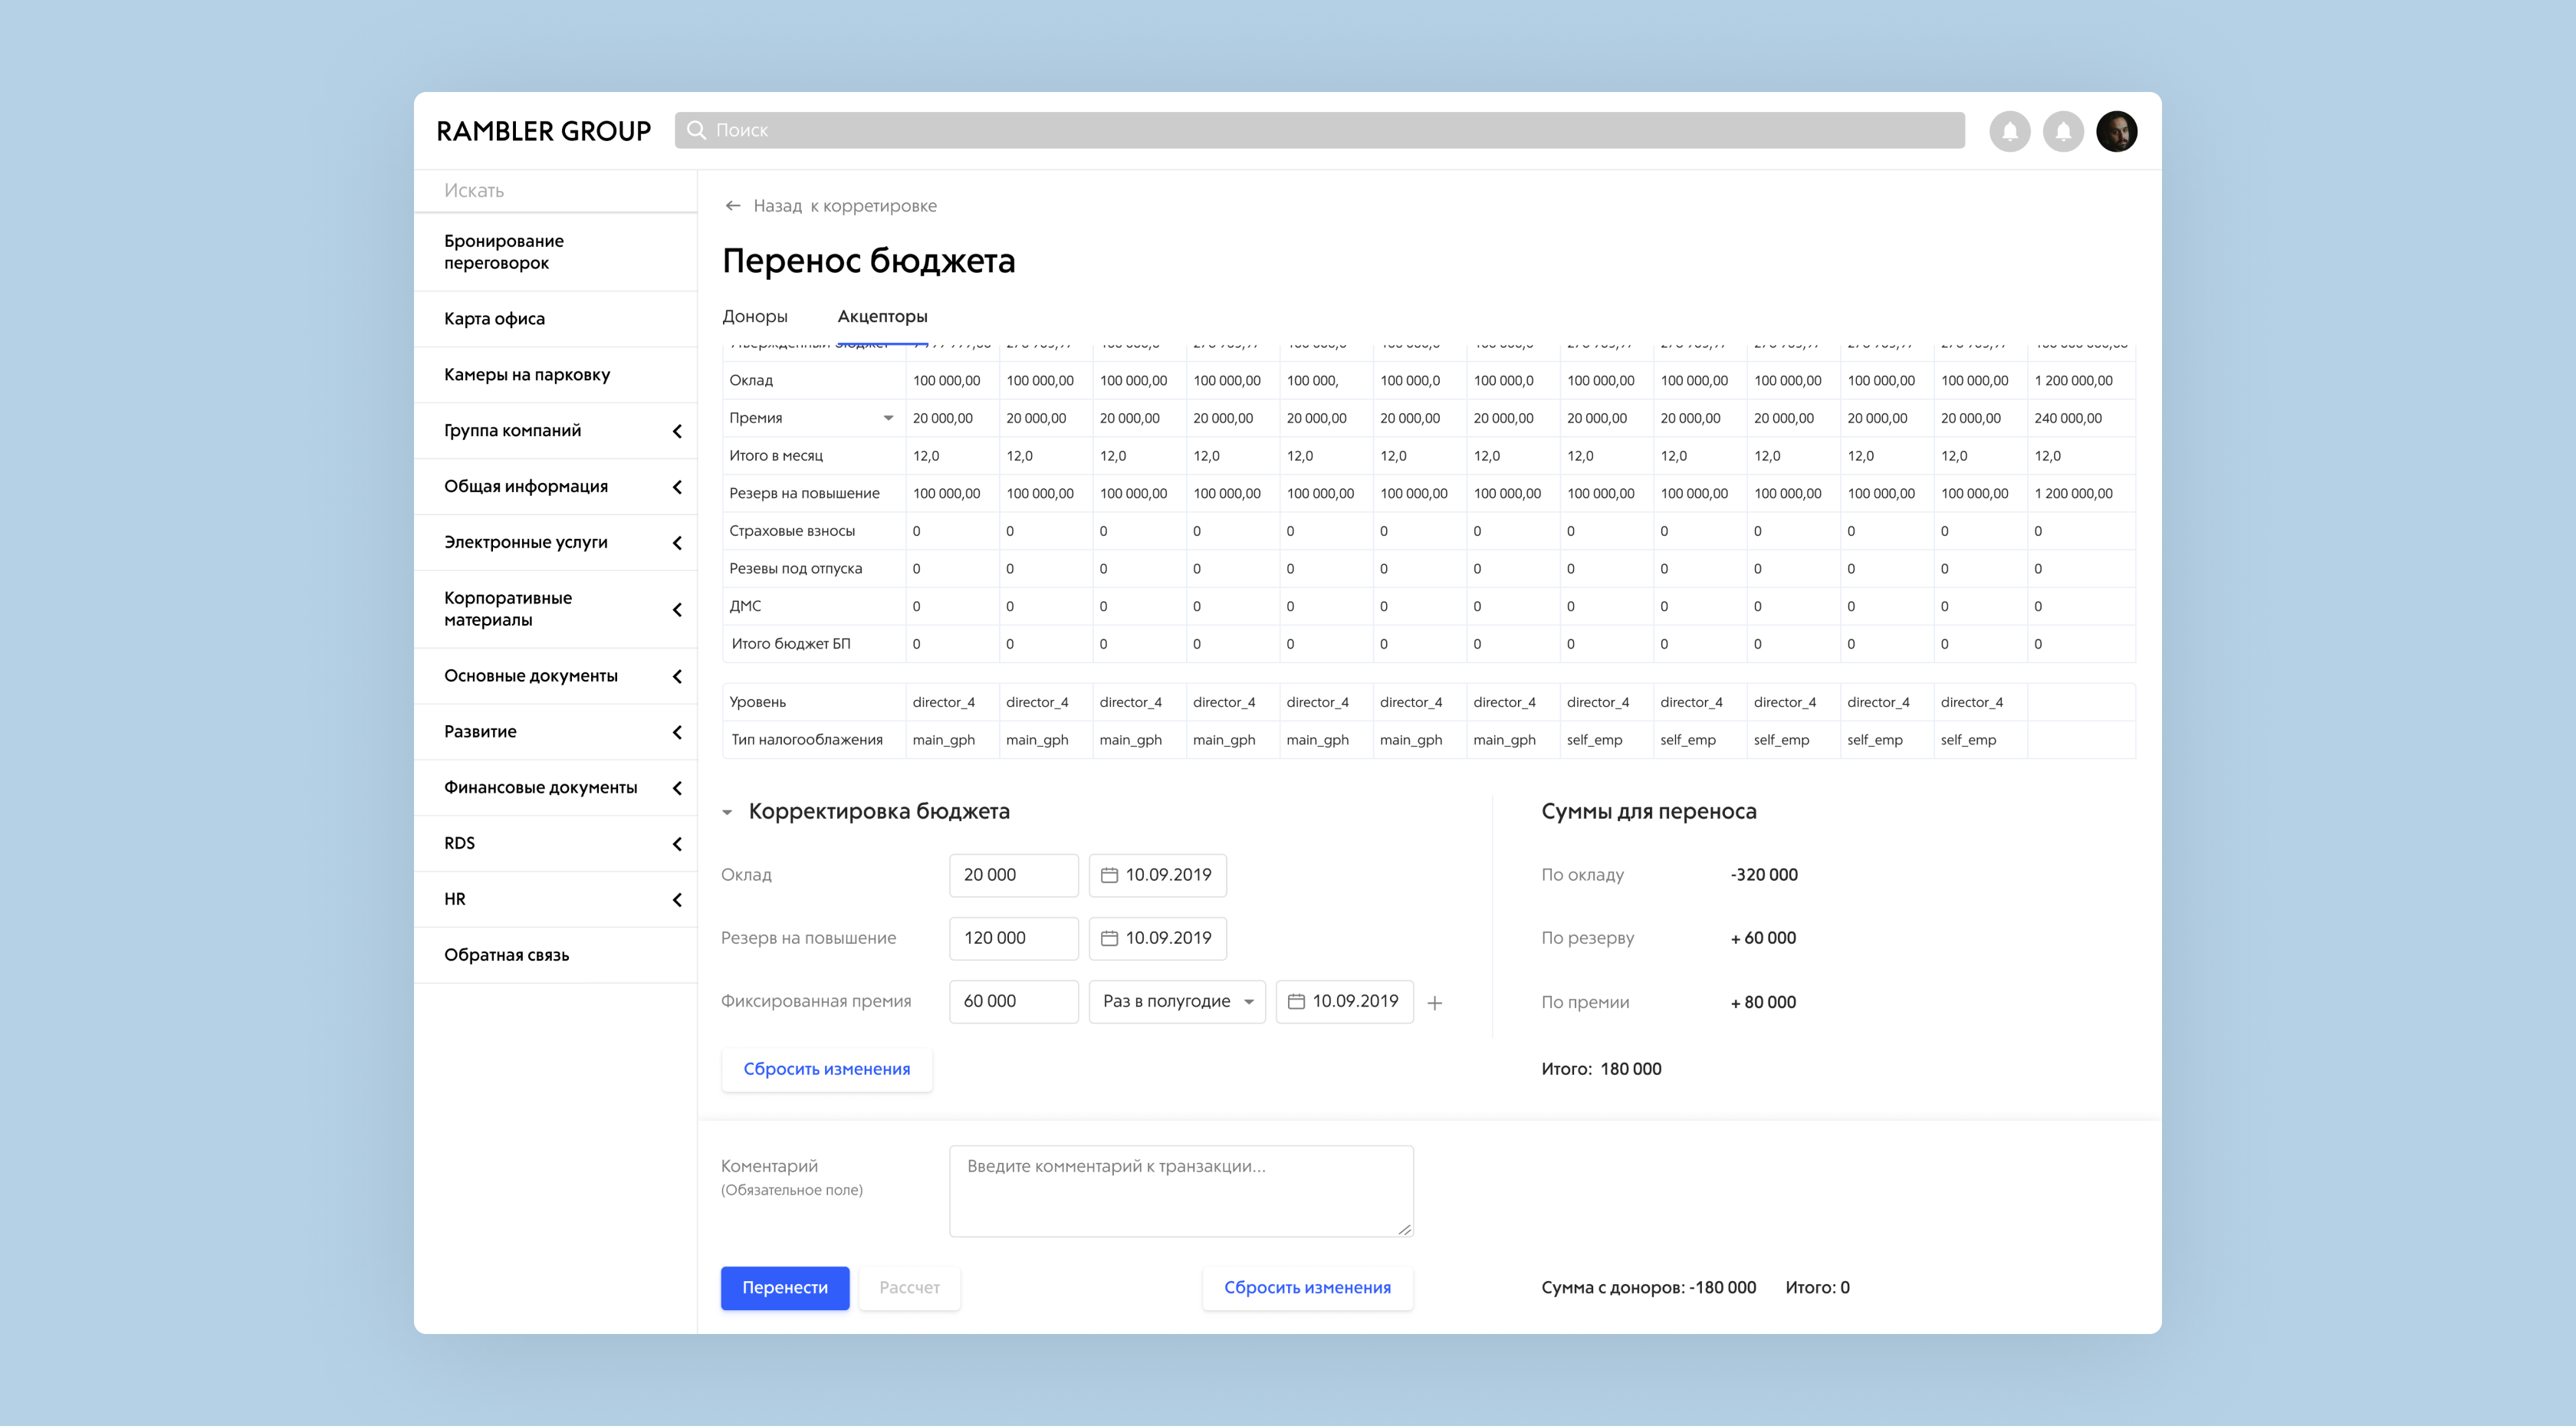 RAMBLER GROUP
Поиск
Искать
Бронирование
переговорок
Карта офиса
Камеры на парковку
Группа компаний
Общая информация
Электронные услуги
Корпоративные
материалы
Основные документы
Развитие
Финансовые документы
RDS
HR
Обратная связь
Назад к корретировке
Перенос бюджета
Доноры Акцепторы
Оклад 100 000,00 100 000,00 100 000,00 100 000,00 100 000, 100 000,0 100 000,0 100 000,00 100 000,00 100 000,00 100 000,00 100 000,00 1 200 000,00
Премия 20 000,00 20 000,00 20 000,00 20 000,00 20 000,00 20 000,00 20 000,00 20 000,00 20 000,00 20 000,00 20 000,00 20 000,00 240 000,00
Итого в месяц 12,0 12,0 12,0 12,0 12,0 12,0 12,0 12,0 12,0 12,0 12,0 12,0 12,0
Резерв на повышение 100 000,00 100 000,00 100 000,00 100 000,00 100 000,00 100 000,00 100 000,00 100 000,00 100 000,00 100 000,00 100 000,00 100 000,00 1 200 000,00
Страховые взносы 0 0 0 0 0 0 0 0 0 0 0 0 0
Резевы под отпуска 0 0 0 0 0 0 0 0 0 0 0 0 0
ДМС 0 0 0 0 0 0 0 0 0 0 0 0 0
Итого бюджет БП 0 0 0 0 0 0 0 0 0 0 0 0 0
Уровень director_4 director_4 director_4 director_4 director_4 director_4 director_4 director_4 director_4 director_4 director_4 director_4
Тип налогооблажения main_gph main_gph main_gph main_gph main_gph main_gph main_gph self_emp self_emp self_emp self_emp self_emp
Корректировка бюджета
Оклад 20 000 10.09.2019
Резерв на повышение 120 000 10.09.2019
Фиксированная премия 60 000 Раз в полугодие 10.09.2019
Сбросить изменения
Суммы для переноса
По окладу -320 000
По резерву + 60 000
По премии + 80 000
Итого: 180 000
Коментарий
(Обязательное поле)
Введите комментарий к транзакции...
Перенести Рассчет Сбросить изменения
Сумма с доноров: -180 000 Итого: 0